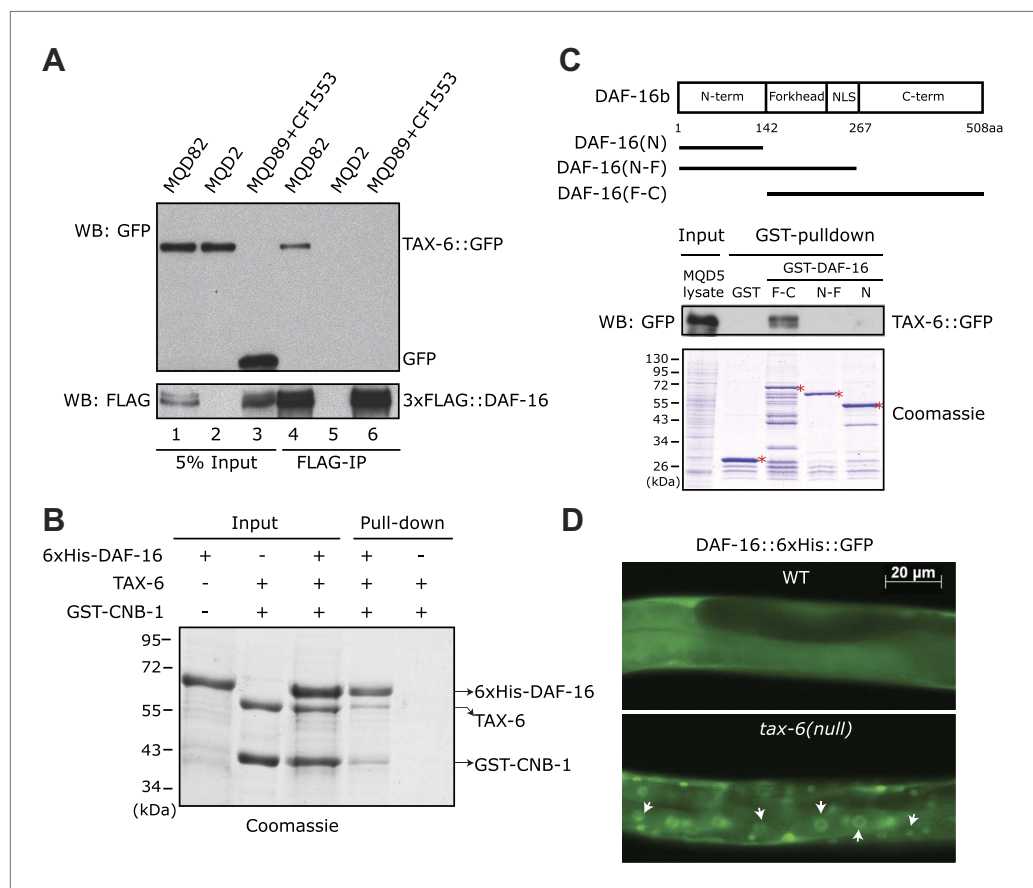 A
MQD82
MQD2
MQD89+CF1553
MQD82
MQD2
MQD89+CF1553
WB: GFP
TAX-6::GFP
GFP
WB: FLAG
3xFLAG::DAF-16
1 2 3 4 5 6
5% Input FLAG-IP
B
Input Pull-down
6xHis-DAF-16 + - + + -
TAX-6 - + + + +
GST-CNB-1 - + + + +
95
72
55
43
34
(kDa)
6xHis-DAF-16
TAX-6
GST-CNB-1
Coomassie
C
DAF-16b
N-term Forkhead NLS C-term
1 142 267 508aa
DAF-16(N)
DAF-16(N-F)
DAF-16(F-C)
Input GST-pulldown
GST-DAF-16
MQD5
lysate GST F-C N-F N
WB: GFP
TAX-6::GFP
130
95
72
55
43
34
26
(kDa)
*
*
*
*
Coomassie
D
DAF-16::6xHis::GFP
WT
20 μm
tax-6(null)